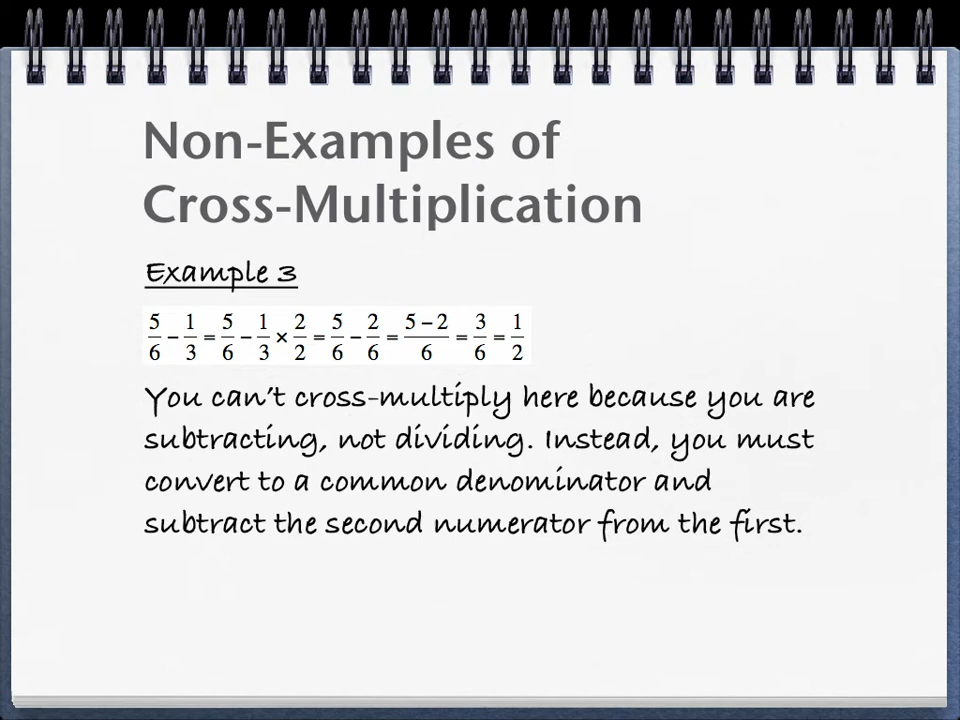 Non-Examples of
Cross-Multiplication
Example 3
5/6 − 1/3 = 5/6 − 1/3 × 2/2 = 5/6 − 2/6 = (5 − 2)/6 = 3/6 = 1/2
You can't cross-multiply here because you are
subtracting, not dividing. Instead, you must
convert to a common denominator and
subtract the second numerator from the first.